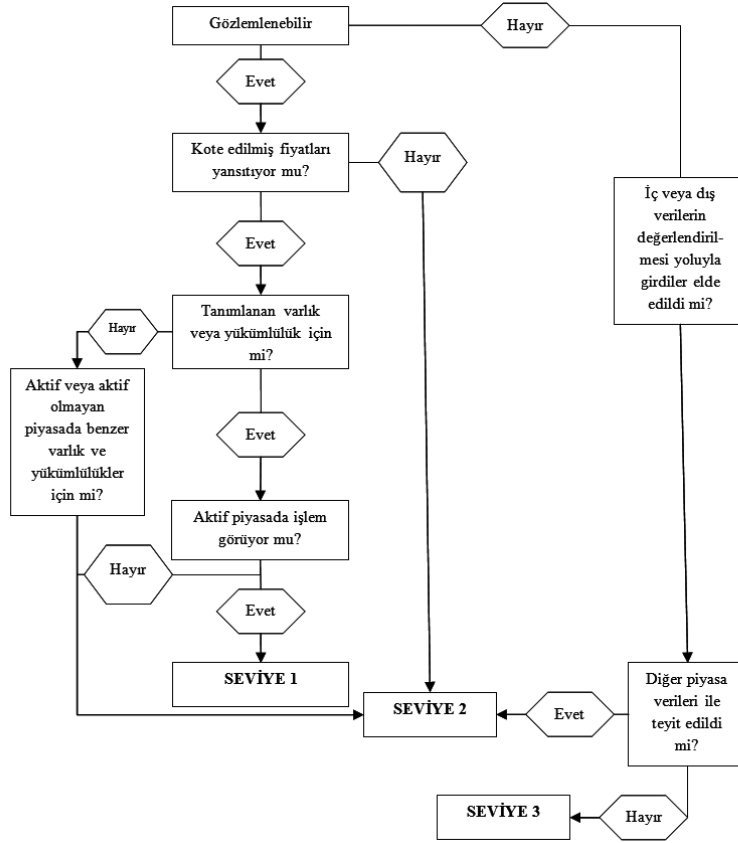 Gözlemlenebilir
Hayır
Evet
Kote edilmiş fiyatları
yansıtıyor mu?
Hayır
İç veya dış
verilerin
değerlendiril-
mesi yoluyla
girdiler elde
edildi mi?
Evet
Tanımlanan varlık
veya yükümlülük için
mi?
Hayır
Aktif veya aktif
olmayan
piyasada benzer
varlık ve
yükümlülükler
için mi?
Evet
Aktif piyasada işlem
görüyor mu?
Hayır
Evet
SEVİYE 1
Diğer piyasa
verileri ile
teyit edildi
mi?
Evet
SEVİYE 2
Hayır
SEVİYE 3